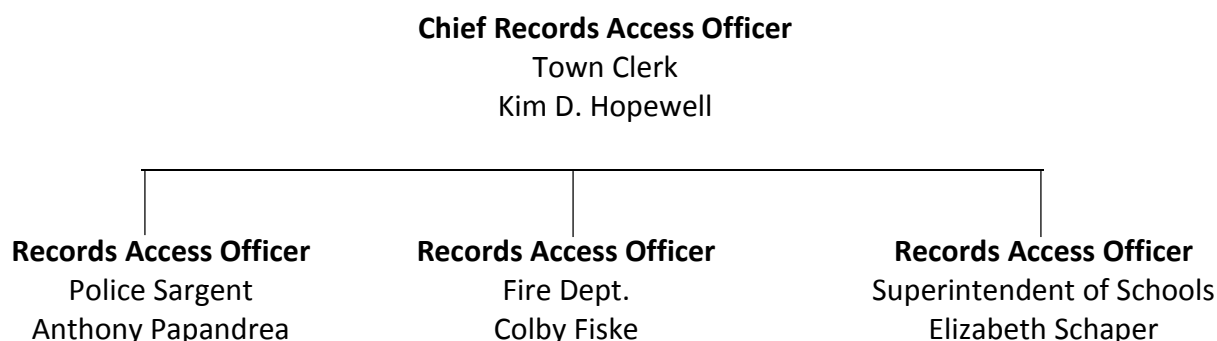 Chief Records Access Officer
Town Clerk
Kim D. Hopewell
Records Access Officer
Police Sargent
Anthony Papandrea
Records Access Officer
Fire Dept.
Colby Fiske
Records Access Officer
Superintendent of Schools
Elizabeth Schaper